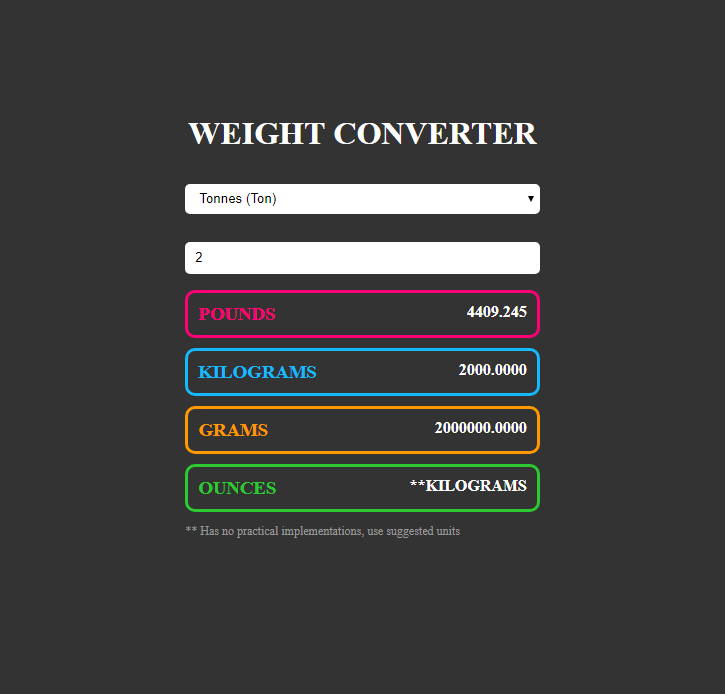 WEIGHT CONVERTER
Tonnes (Ton)
2
POUNDS 4409.245
KILOGRAMS 2000.0000
GRAMS 2000000.0000
OUNCES **KILOGRAMS
** Has no practical implementations, use suggested units